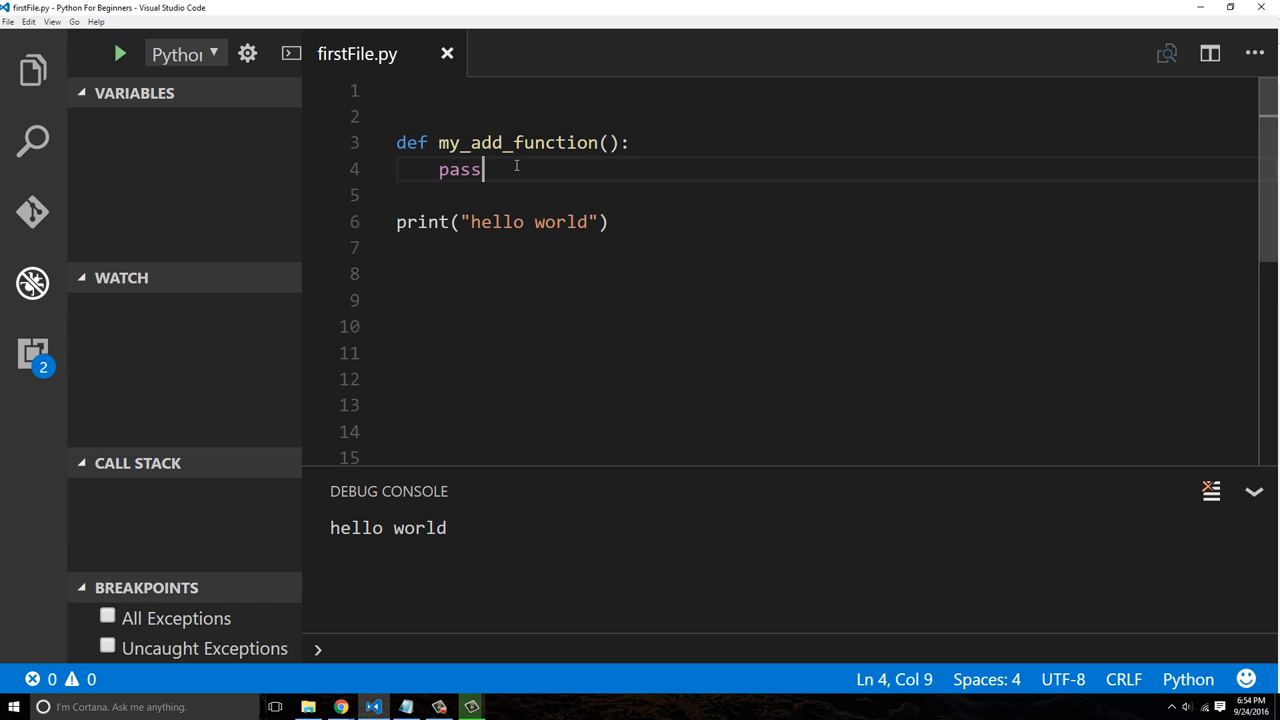 firstFile.py - Python For Beginners - Visual Studio Code
File Edit View Go Help
Python
firstFile.py
VARIABLES
WATCH
CALL STACK
BREAKPOINTS
All Exceptions
Uncaught Exceptions
1
2
3 def my_add_function():
4 pass
5
6 print("hello world")
7
8
9
10
11
12
13
14
15
DEBUG CONSOLE
hello world
2
0 0
Ln 4, Col 9 Spaces: 4 UTF-8 CRLF Python
I'm Cortana. Ask me anything.
6:54 PM
9/24/2016